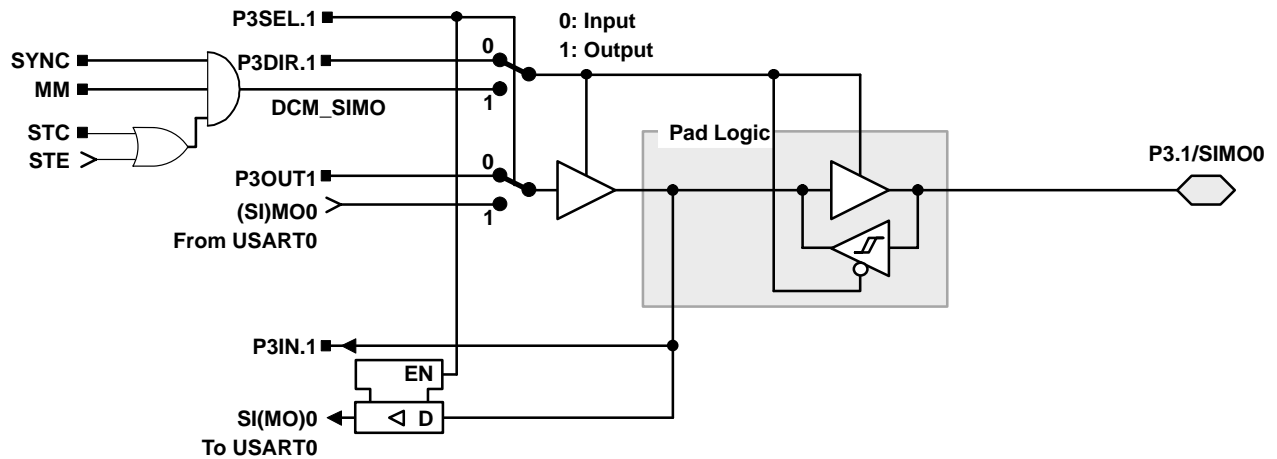 P3SEL.1
0: Input
1: Output
SYNC
P3DIR.1
0
MM
1
DCM_SIMO
STC
STE
Pad Logic
P3.1/SIMO0
P3OUT1
0
(SI)MO0
1
From USART0
P3IN.1
EN
SI(MO)0
D
To USART0